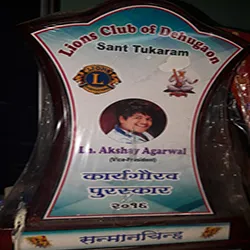 Lions Club of Dehugaon
Sant Tukaram
Ln. Akshay Agarwal
(Vice-President)
कार्यगौरव
पुरस्कार
२०१६
सन्मानचिन्ह